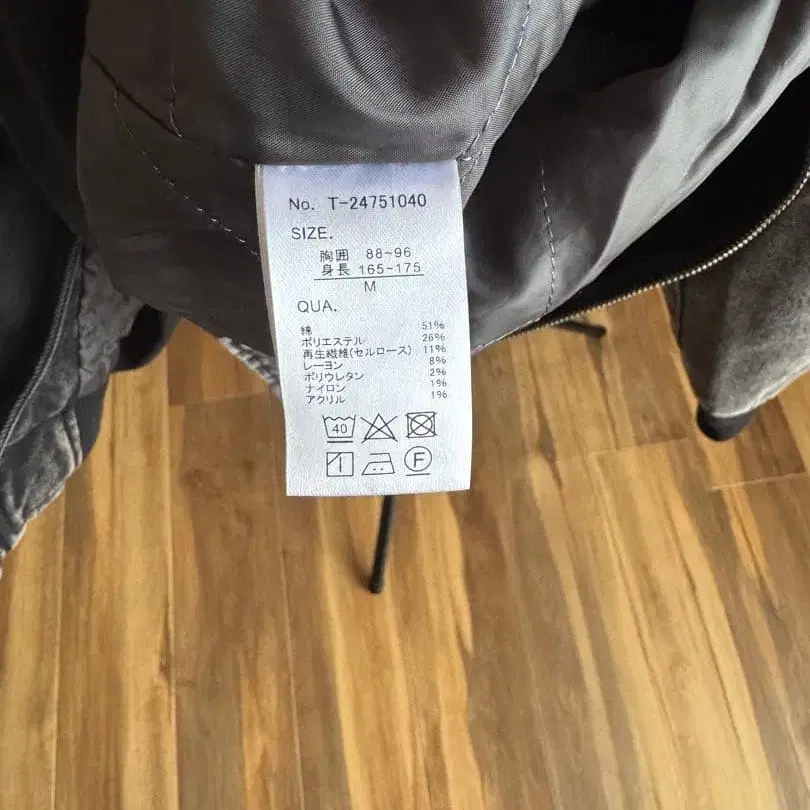 No. T-24751040
SIZE.
胸囲 88~96
身長 165~175
M
QUA.
綿 51%
ポリエステル 26%
再生繊維(セルロース) 11%
レーヨン 8%
ポリウレタン 2%
ナイロン 1%
アクリル 1%
40
F